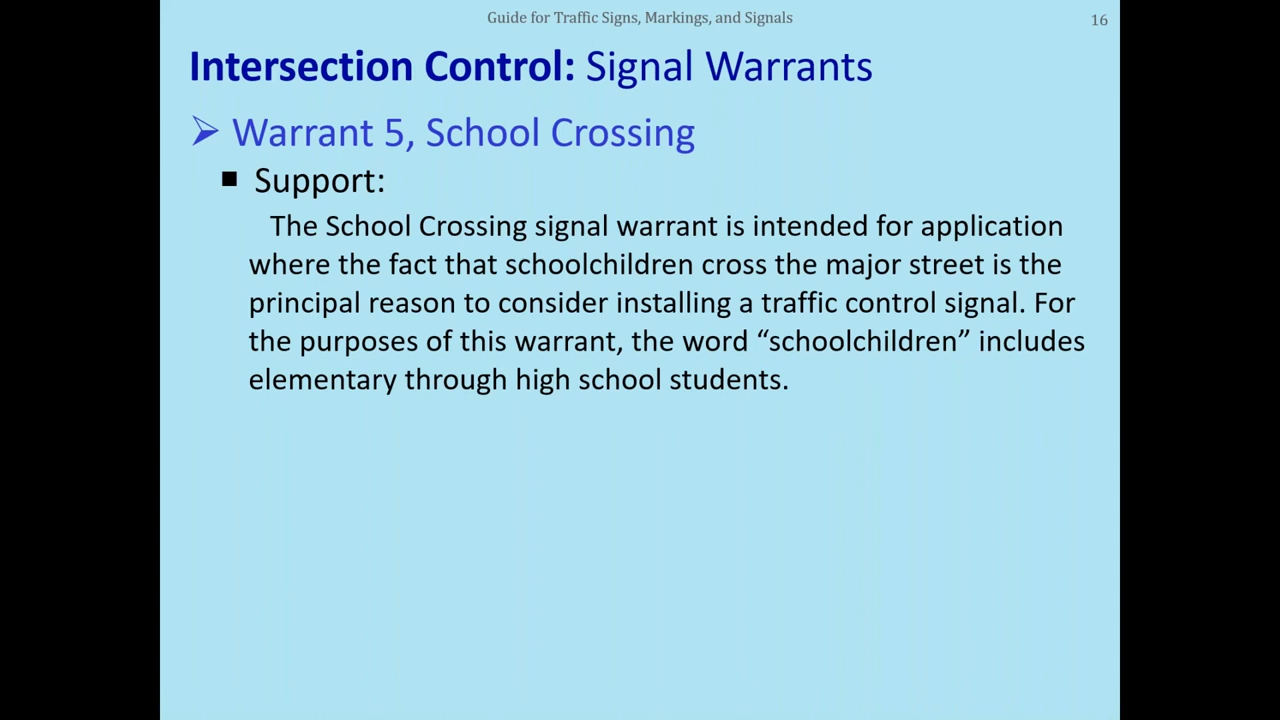 Guide for Traffic Signs, Markings, and Signals
16
Intersection Control: Signal Warrants
Warrant 5, School Crossing
Support:
The School Crossing signal warrant is intended for application
where the fact that schoolchildren cross the major street is the
principal reason to consider installing a traffic control signal. For
the purposes of this warrant, the word “schoolchildren” includes
elementary through high school students.